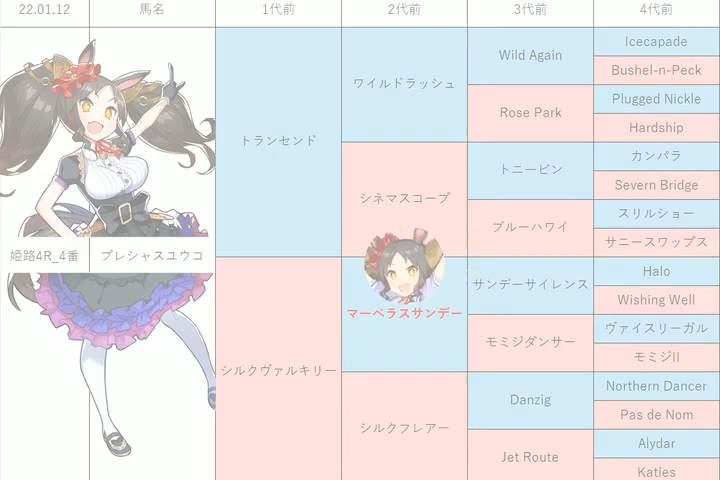 22.01.12 馬名 1代前 2代前 3代前 4代前
姫路4R_4番 プレシャスユウコ
トランセンド
シルクヴァルキリー
ワイルドラッシュ
シネマスコープ
マーベラスサンデー
シルクフレアー
Wild Again
Rose Park
トニービン
ブルーハワイ
サンデーサイレンス
モミジダンサー
Danzig
Jet Route
Icecapade
Bushel-n-Peck
Plugged Nickle
Hardship
カンパラ
Severn Bridge
スリルショー
サニースワップス
Halo
Wishing Well
ヴァイスリーガル
モミジII
Northern Dancer
Pas de Nom
Alydar
Katies